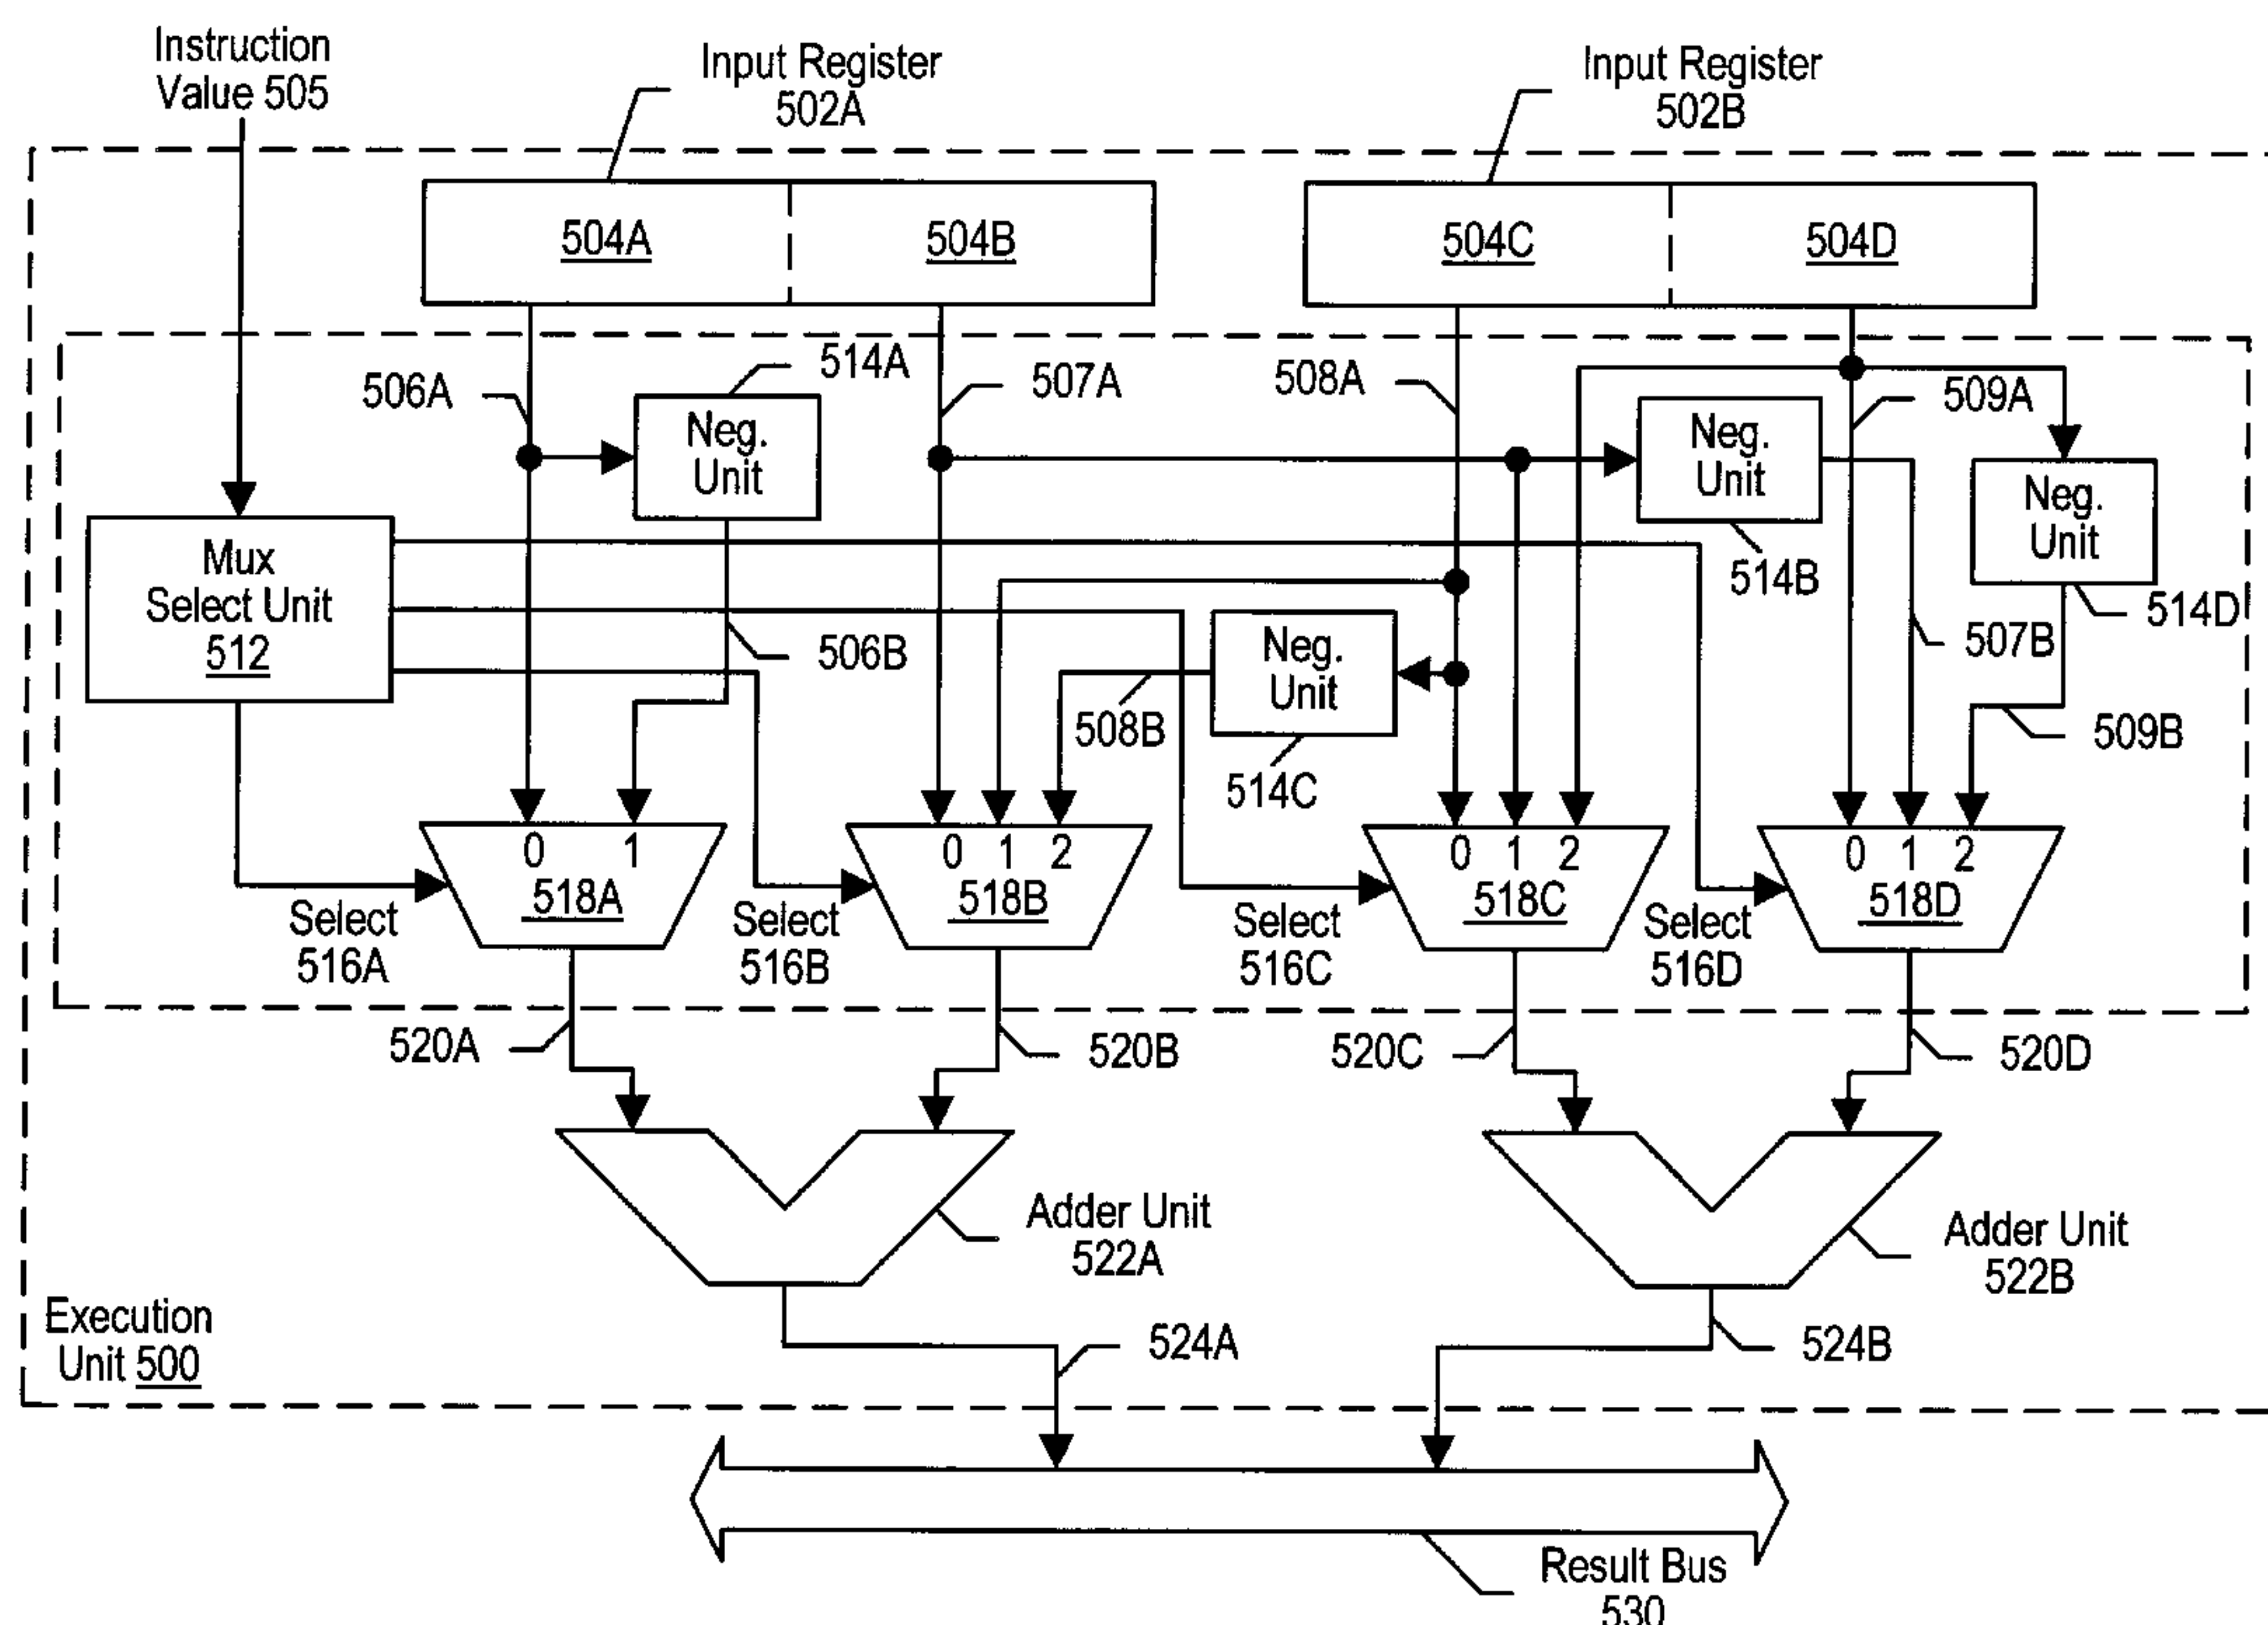 Instruction
Value 505
Input Register
502A
Input Register
502B
504A
504B
504C
504D
506A
514A
Neg.
Unit
507A
508A
Neg.
Unit
509A
Neg.
Unit
514B
514D
507B
Mux
Select Unit
512
506B
508B
Neg.
Unit
514C
509B
0 1
518A
0 1 2
518B
0 1 2
518C
0 1 2
518D
Select
516A
Select
516B
Select
516C
Select
516D
520A
520B
520C
520D
Adder Unit
522A
Adder Unit
522B
Execution
Unit 500
524A
524B
Result Bus
530